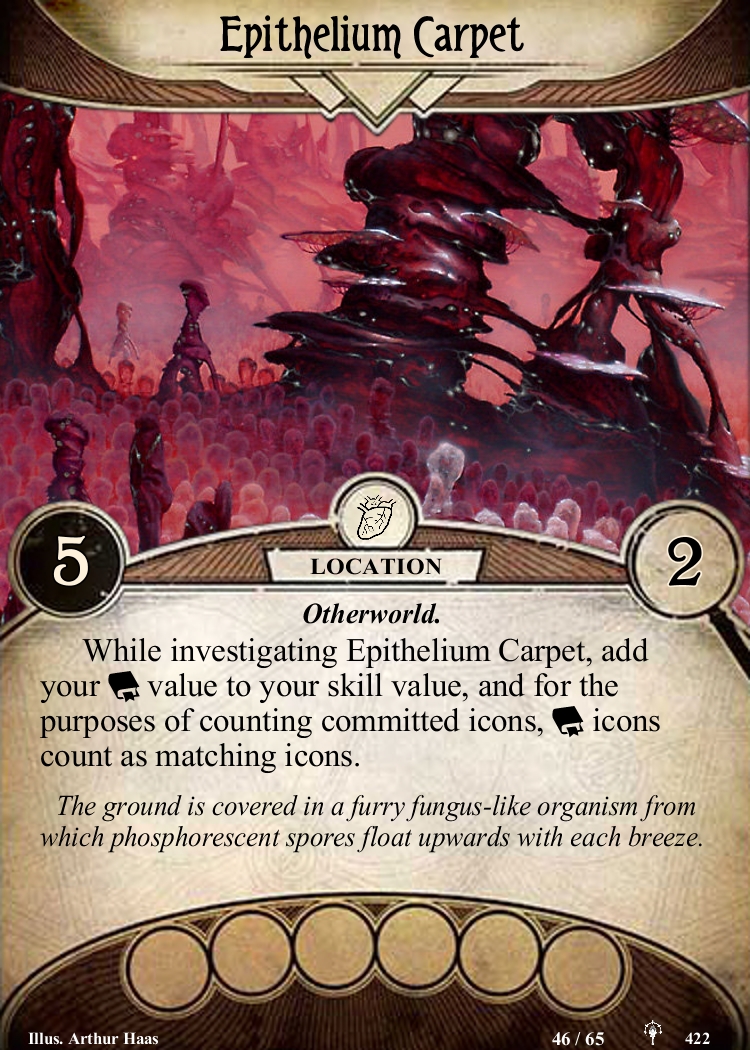 Epithelium Carpet
5
LOCATION
2
Otherworld.
While investigating Epithelium Carpet, add
your value to your skill value, and for the
purposes of counting committed icons, icons
count as matching icons.
The ground is covered in a furry fungus-like organism from
which phosphorescent spores float upwards with each breeze.
Illus. Arthur Haas
46 / 65
422